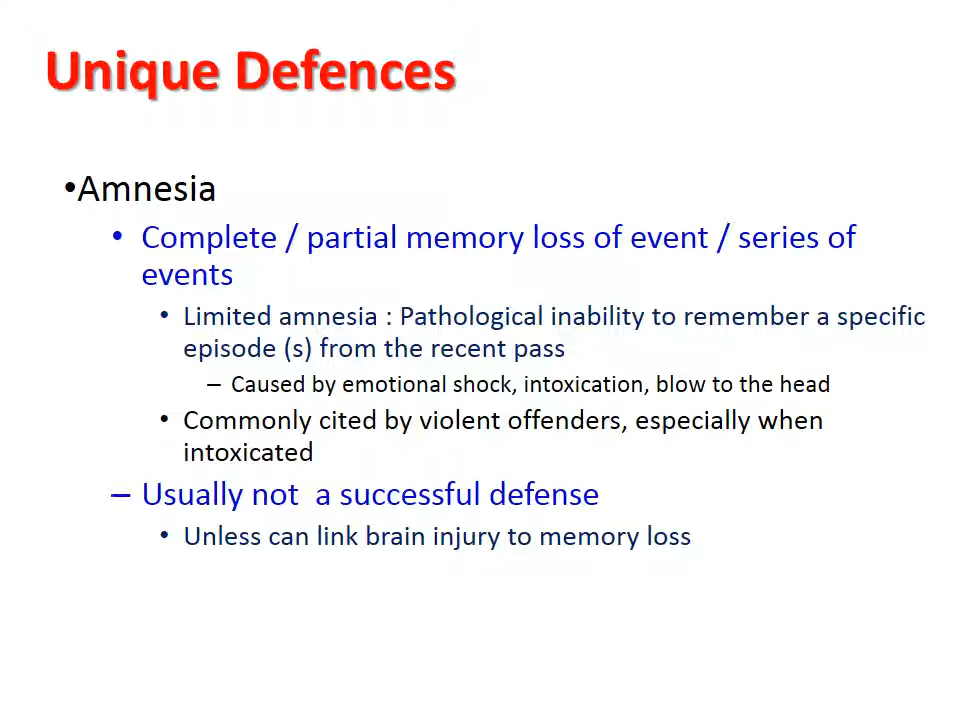 Unique Defences
•Amnesia
• Complete / partial memory loss of event / series of
events
• Limited amnesia : Pathological inability to remember a specific
episode (s) from the recent pass
– Caused by emotional shock, intoxication, blow to the head
• Commonly cited by violent offenders, especially when
intoxicated
– Usually not  a successful defense
• Unless can link brain injury to memory loss